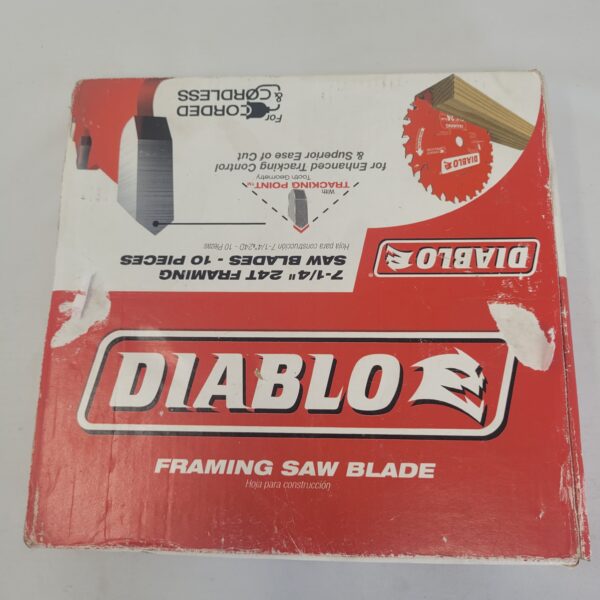 For
CORDED
& CORDLESS
With
TRACKING POINT™
Tooth Geometry
for Enhanced Tracking Control
& Superior Ease of Cut
DIABLO
7-1/4" 24T FRAMING
SAW BLADES - 10 PIECES
Hoja para construcción 7-1/4"x24D - 10 Piezas
DIABLO®
DIABLO
FRAMING SAW BLADE
Hoja para construcción